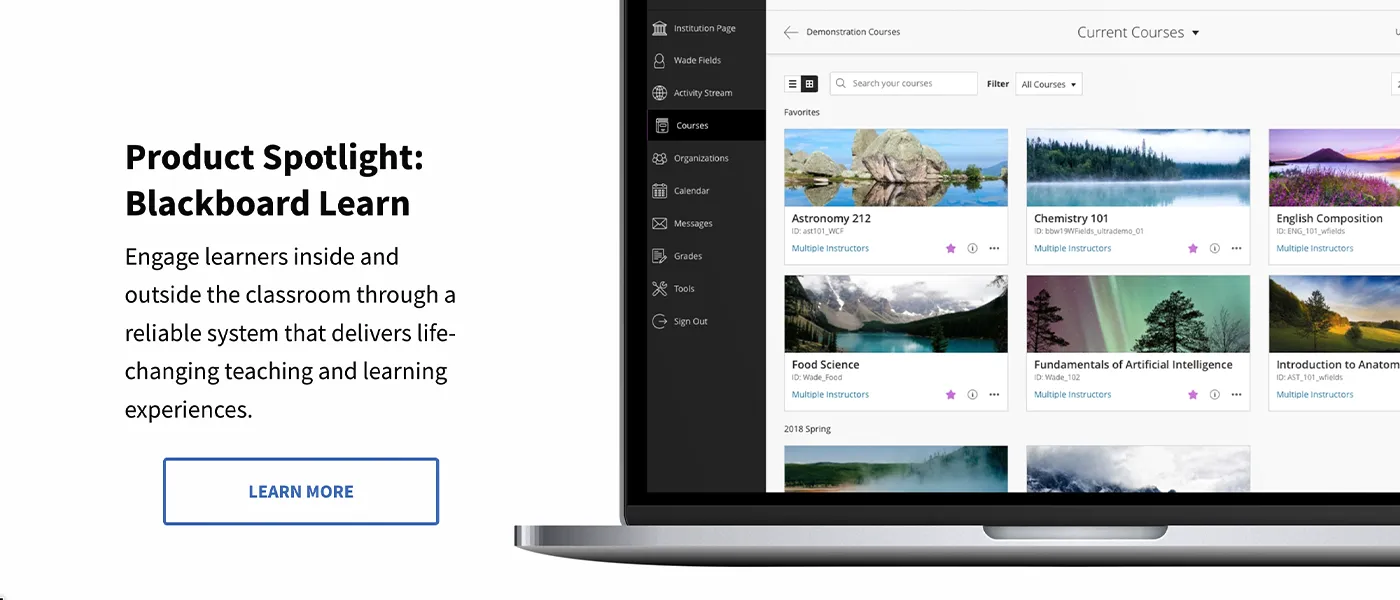 Product Spotlight:
Blackboard Learn
Engage learners inside and
outside the classroom through a
reliable system that delivers life-
changing teaching and learning
experiences.
LEARN MORE
Institution Page
Wade Fields
Activity Stream
Courses
Organizations
Calendar
Messages
Grades
Tools
Sign Out
Demonstration Courses
Current Courses
Search your courses
Filter
All Courses
Favorites
Astronomy 212
ID: ast101_WCF
Multiple Instructors
Chemistry 101
ID: bbw19WFields_ultrademo_01
Multiple Instructors
English Composition
ID: ENG_101_wfields
Multiple Instructors
Food Science
ID: Wade_Food
Multiple Instructors
Fundamentals of Artificial Intelligence
ID: Wade_102
Multiple Instructors
Introduction to Anatom
ID: AST_101_wfields
Multiple Instructors
2018 Spring